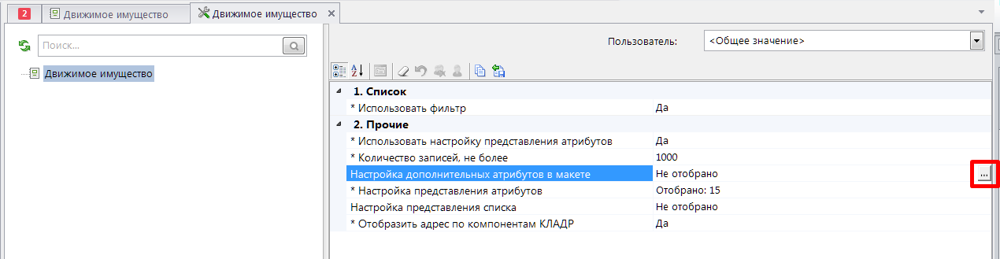 2 Движимое имущество Движимое имущество
Поиск...
Движимое имущество
Пользователь: <Общее значение>
A
Z
1. Список
* Использовать фильтр Да
2. Прочие
* Использовать настройку представления атрибутов Да
* Количество записей, не более 1000
Настройка дополнительных атрибутов в макете Не отобрано ...
* Настройка представления атрибутов Отобрано: 15
Настройка представления списка Не отобрано
* Отобразить адрес по компонентам КЛАДР Да